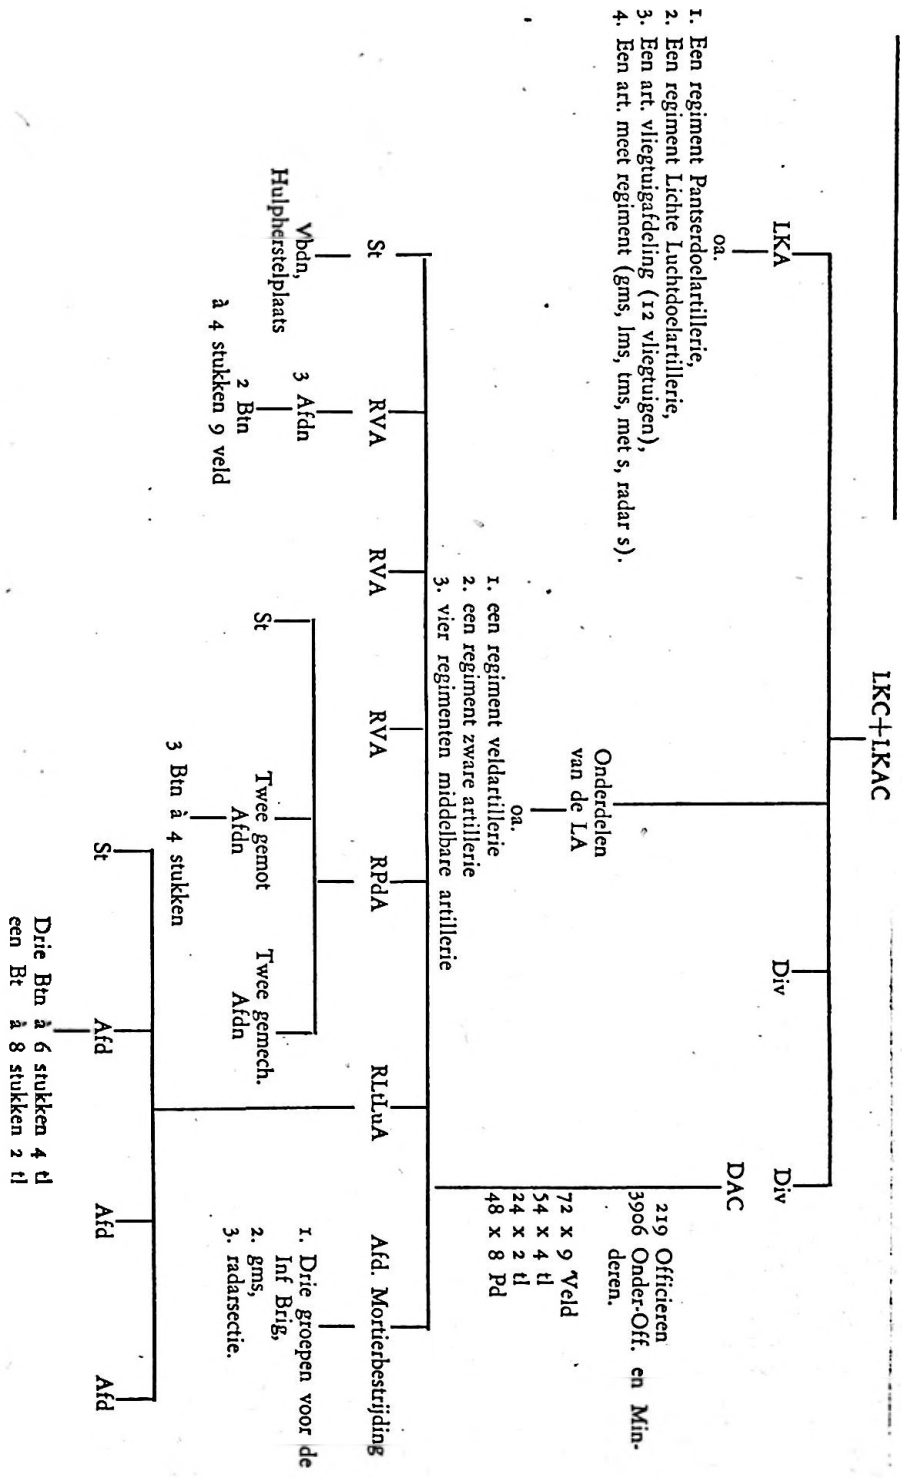 LKC+LKAC
LKA
oa.
1. Een regiment Pantserdoelartillerie,
2. Een regiment Lichte Luchtdoelartillerie,
3. Een art. vliegtuigafdeling (12 vliegtuigen),
4. Een art. meet regiment (gms, lms, tms, met s, radar s).
Onderdelen
van de LA
oa.
1. een regiment veldartillerie
2. een regiment zware artillerie
3. vier regimenten middelbare artillerie
Div
Div
DAC
219 Officieren
3906 Onder-Off. en Min-
deren.
72 x 9 Veld
54 x 4 tl
24 x 2 tl
48 x 8 Pd
St
Vbdn,
Hulpherstelplaats
RVA
3 Afdn
2 Btn
à 4 stukken 9 veld
RVA
RVA
RPdA
St
Twee gemot
Afdn
3 Btn à 4 stukken
Twee gemech.
Afdn
RLtLuA
St
Afd
Drie Btn à 6 stukken 4 tl
een Bt à 8 stukken 2 tl
Afd
Afd
Afd. Mortierbestrijding
1. Drie groepen voor de
Inf Brig,
2. gms,
3. radarsectie.